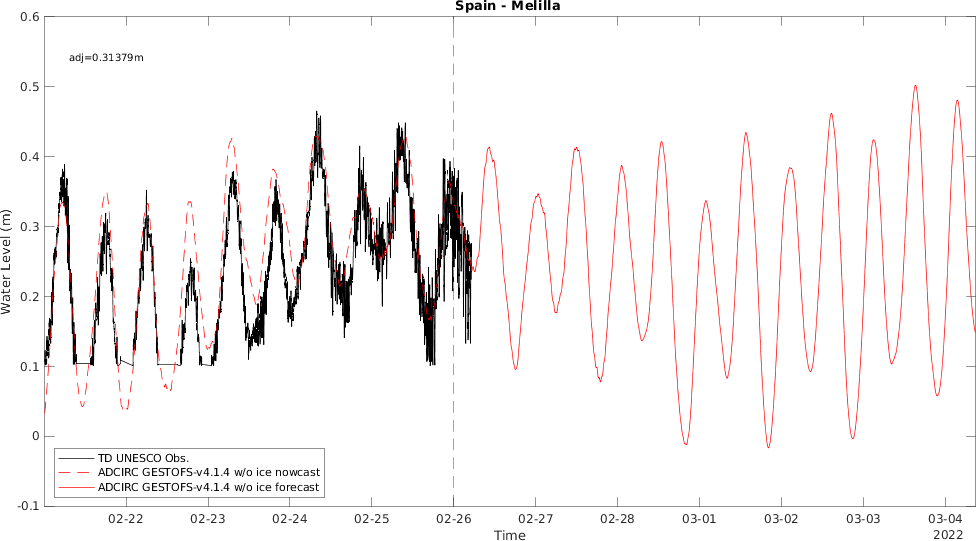 Spain - Melilla
adj=0.31379m
0.6
0.5
0.4
0.3
0.2
0.1
0
-0.1
Water Level (m)
TD UNESCO Obs.
ADCIRC GESTOFS-v4.1.4 w/o ice nowcast
ADCIRC GESTOFS-v4.1.4 w/o ice forecast
02-22 02-23 02-24 02-25 02-26 02-27 02-28 03-01 03-02 03-03 03-04
Time
2022